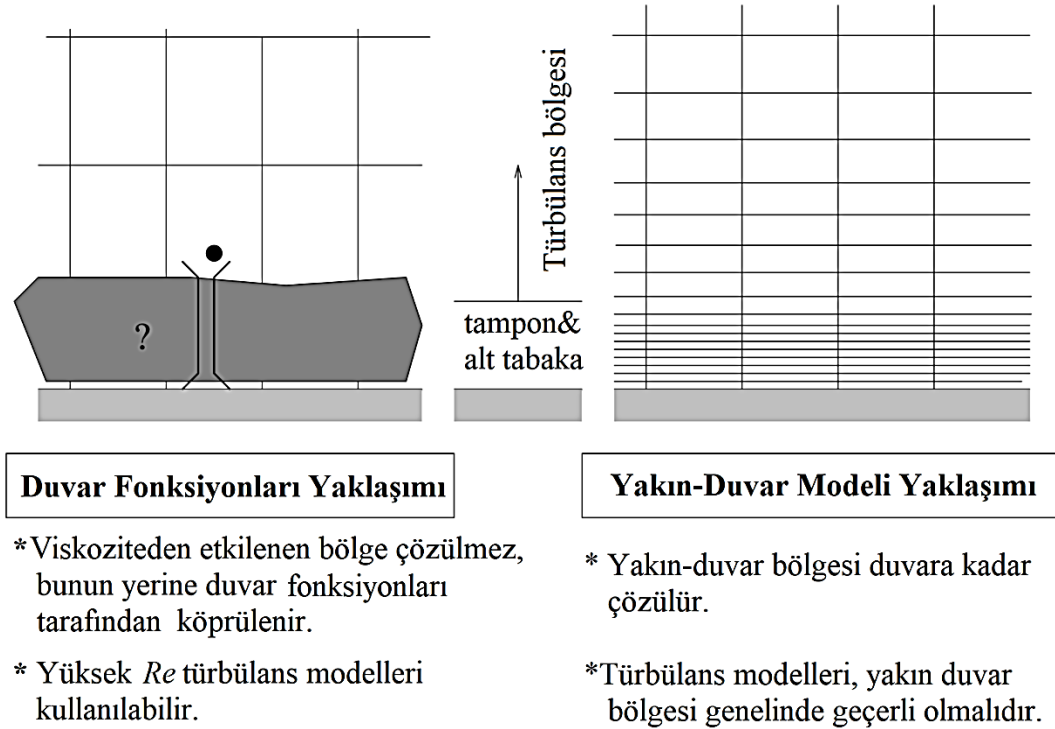 Türbülans bölgesi
?
tampon&
alt tabaka
Duvar Fonksiyonları Yaklaşımı
*Viskoziteden etkilenen bölge çözülmez,
bunun yerine duvar fonksiyonları
tarafından köprülenir.
* Yüksek Re türbülans modelleri
kullanılabilir.
Yakın-Duvar Modeli Yaklaşımı
* Yakın-duvar bölgesi duvara kadar
çözülür.
*Türbülans modelleri, yakın duvar
bölgesi genelinde geçerli olmalıdır.